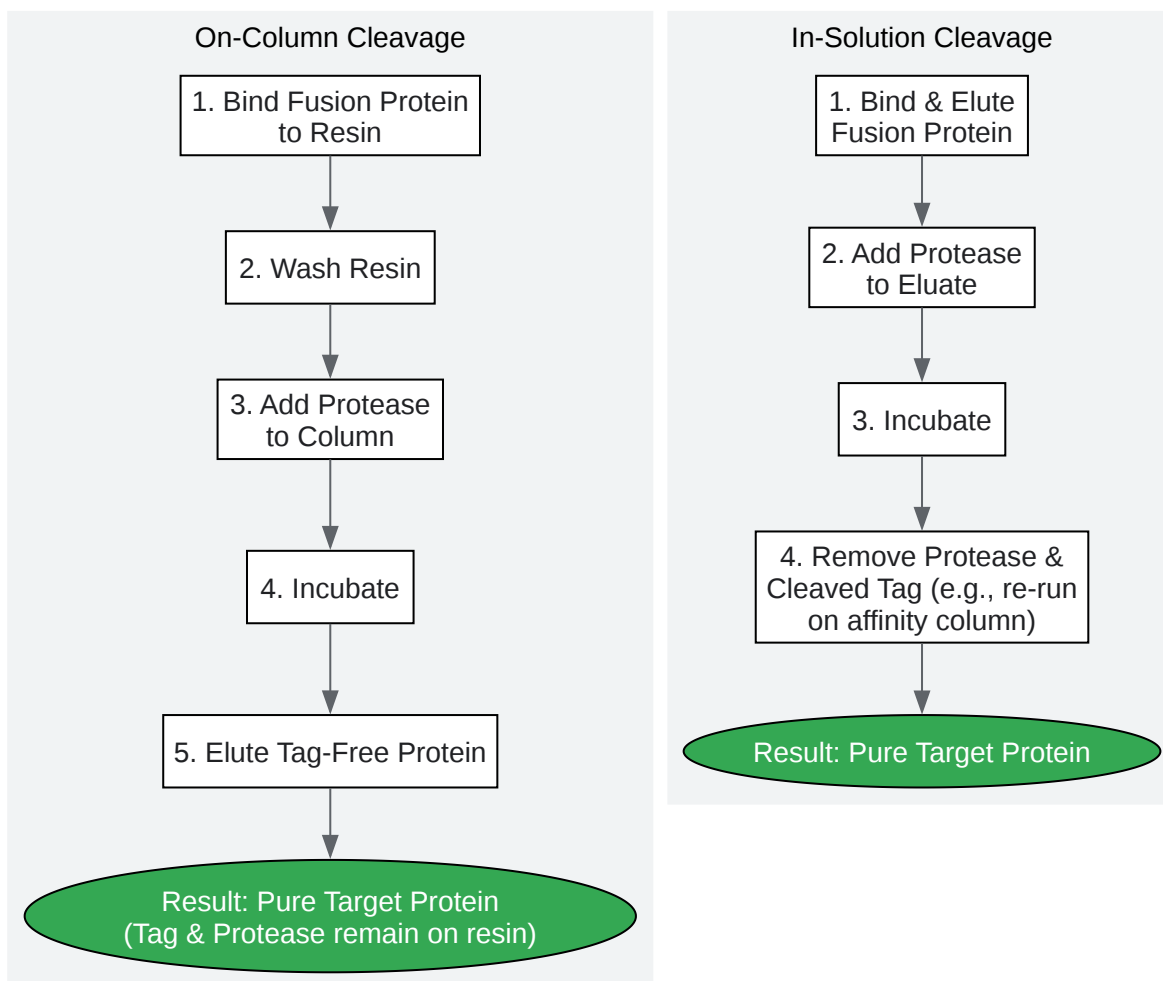 On-Column Cleavage
1. Bind Fusion Protein
to Resin
2. Wash Resin
3. Add Protease
to Column
4. Incubate
5. Elute Tag-Free Protein
Result: Pure Target Protein
(Tag & Protease remain on resin)
In-Solution Cleavage
1. Bind & Elute
Fusion Protein
2. Add Protease
to Eluate
3. Incubate
4. Remove Protease &
Cleaved Tag (e.g., re-run
on affinity column)
Result: Pure Target Protein